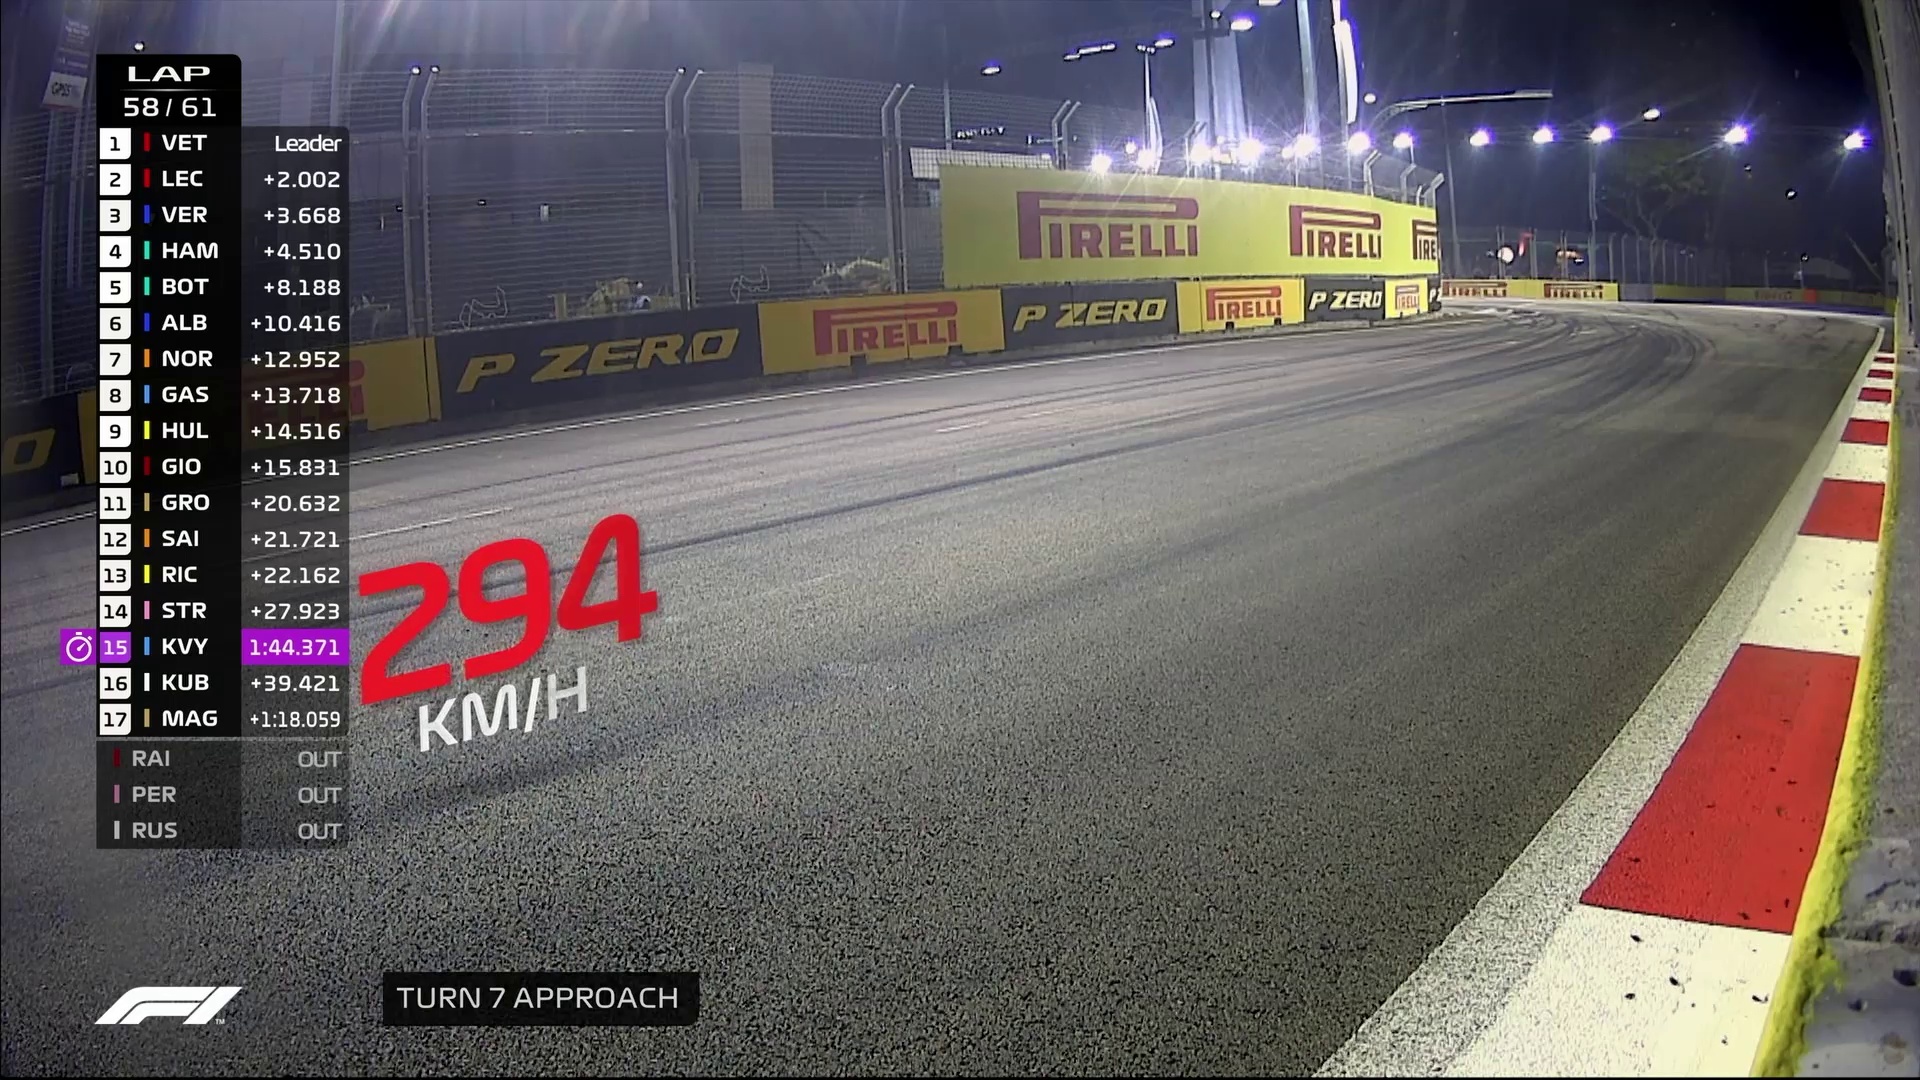 LAP
58 / 61
1 VET Leader
2 LEC +2.002
3 VER +3.668
4 HAM +4.510
5 BOT +8.188
6 ALB +10.416
7 NOR +12.952
8 GAS +13.718
9 HUL +14.516
10 GIO +15.831
11 GRO +20.632
12 SAI +21.721
13 RIC +22.162
14 STR +27.923
15 KVY 1:44.371
16 KUB +39.421
17 MAG +1:18.059
RAI OUT
PER OUT
RUS OUT
294
KM/H
TURN 7 APPROACH
F1
PIRELLI PIRELLI PIRE
P ZERO PIRELLI P ZERO PIRELLI P ZERO PIRELLI P
PIRELLI PIRELLI